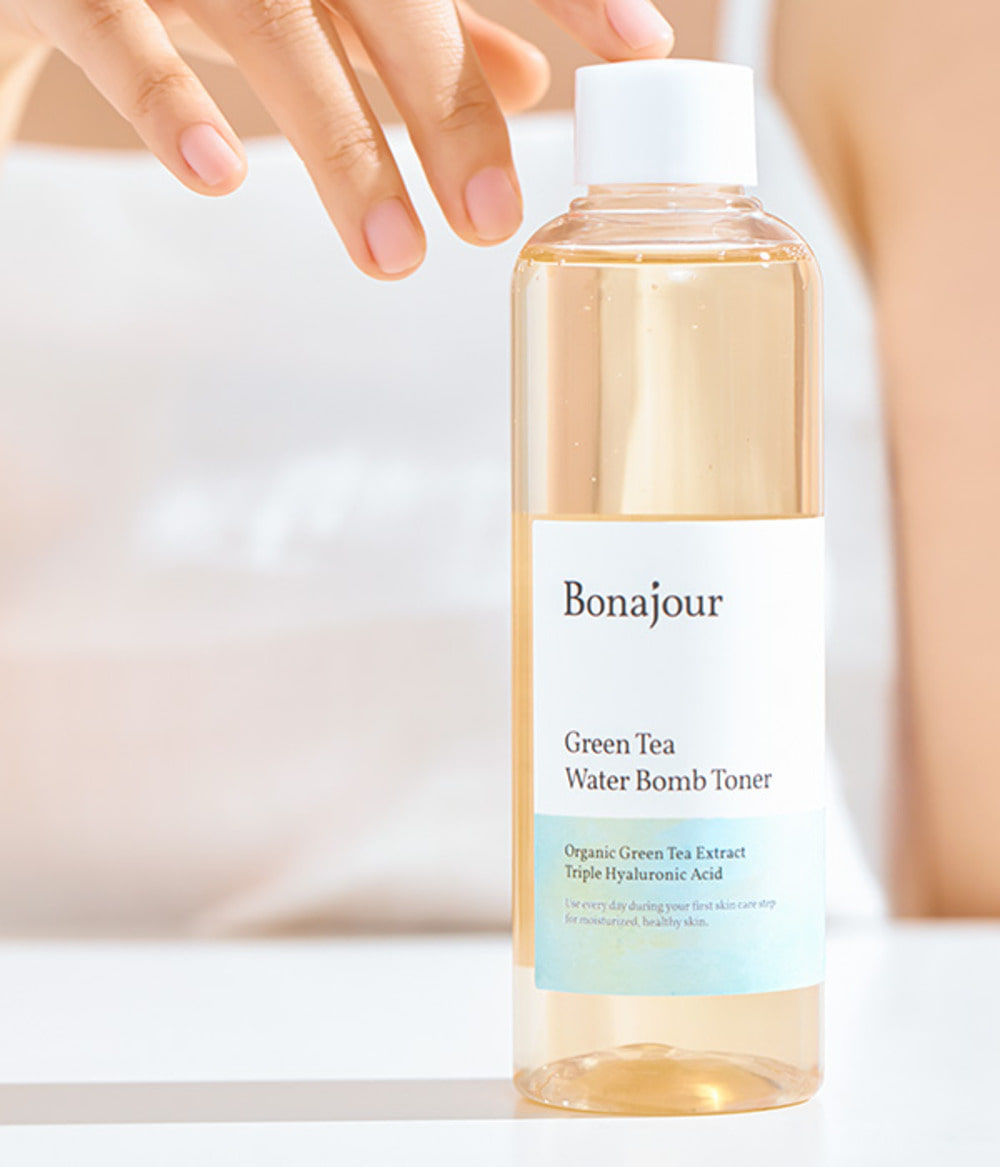 Bonajour
Green Tea
Water Bomb Toner
Organic Green Tea Extract
Triple Hyaluronic Acid
Use every day during your first skin care step
for moisturized, healthy skin.